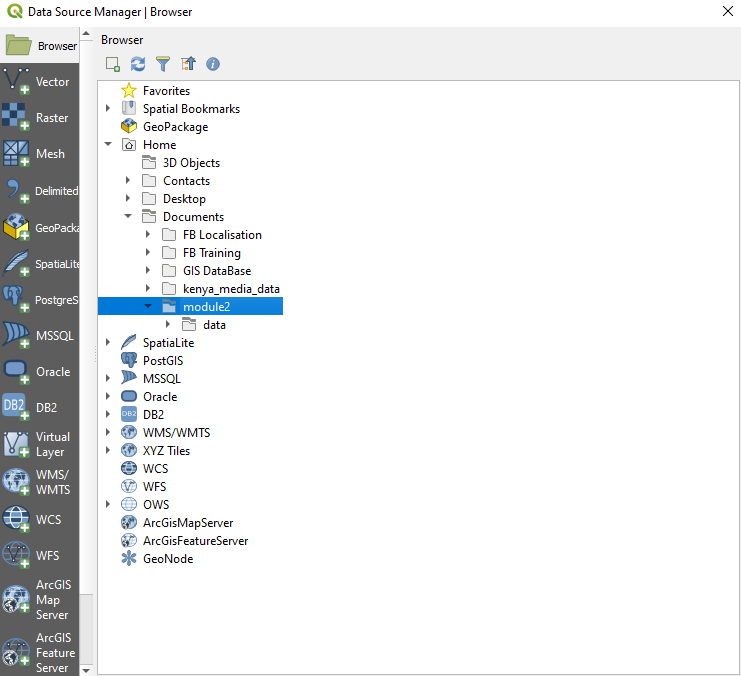 Data Source Manager | Browser
Browser
Vector
Raster
Mesh
Delimited
GeoPacka
SpatiaLite
PostgreS
MSSQL
Oracle
DB2
DB2
Virtual
Layer
WMS/
WMTS
WCS
WFS
ArcGIS
Map
Server
ArcGIS
Feature
Server
Browser
Favorites
Spatial Bookmarks
GeoPackage
Home
3D Objects
Contacts
Desktop
Documents
FB Localisation
FB Training
GIS DataBase
kenya_media_data
module2
data
SpatiaLite
PostGIS
MSSQL
Oracle
DB2 DB2
WMS/WMTS
XYZ Tiles
WCS
WFS
OWS
ArcGisMapServer
ArcGisFeatureServer
GeoNode